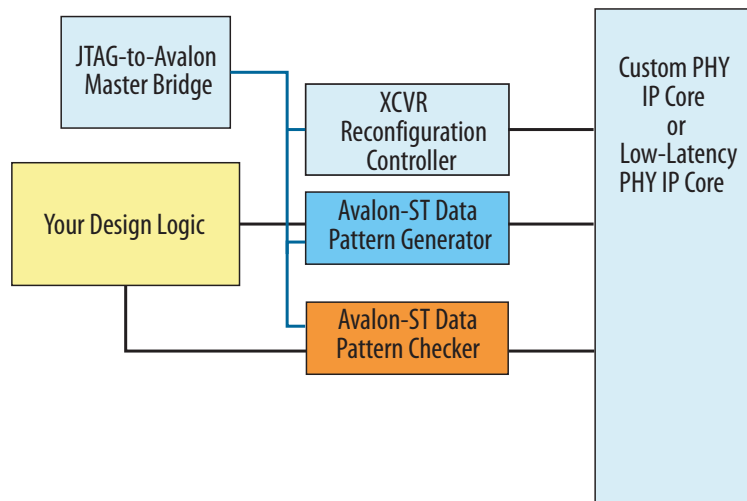 JTAG-to-Avalon
Master Bridge
XCVR
Reconfiguration
Controller
Custom PHY
IP Core
or
Low-Latency
PHY IP Core
Your Design Logic
Avalon-ST Data
Pattern Generator
Avalon-ST Data
Pattern Checker